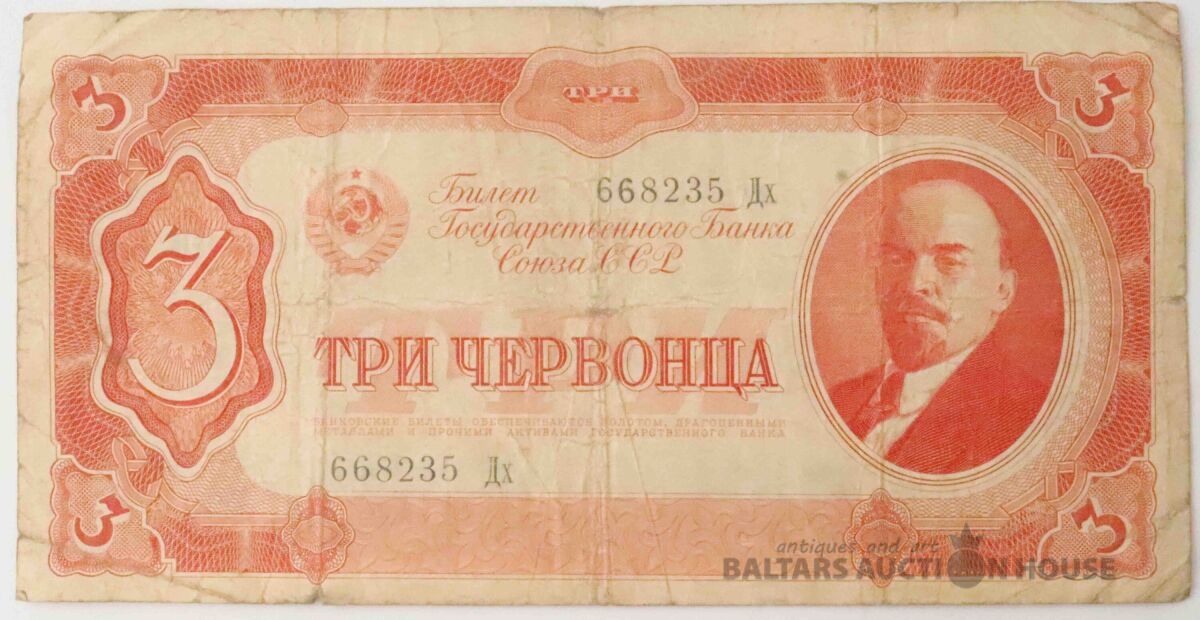 3
ТРИ
3
Билет 668235 Дх
Государственного Банка
Союза ССР
3
ТРИ
ТРИ ЧЕРВОНЦА
БАНКОВСКИЕ БИЛЕТЫ ОБЕСПЕЧИВАЮТСЯ ЗОЛОТОМ, ДРАГОЦЕННЫМИ
МЕТАЛЛАМИ И ПРОЧИМИ АКТИВАМИ ГОСУДАРСТВЕННОГО БАНКА
668235 Дх
3
3
antiques and art
BALTARS AUCTION HOUSE